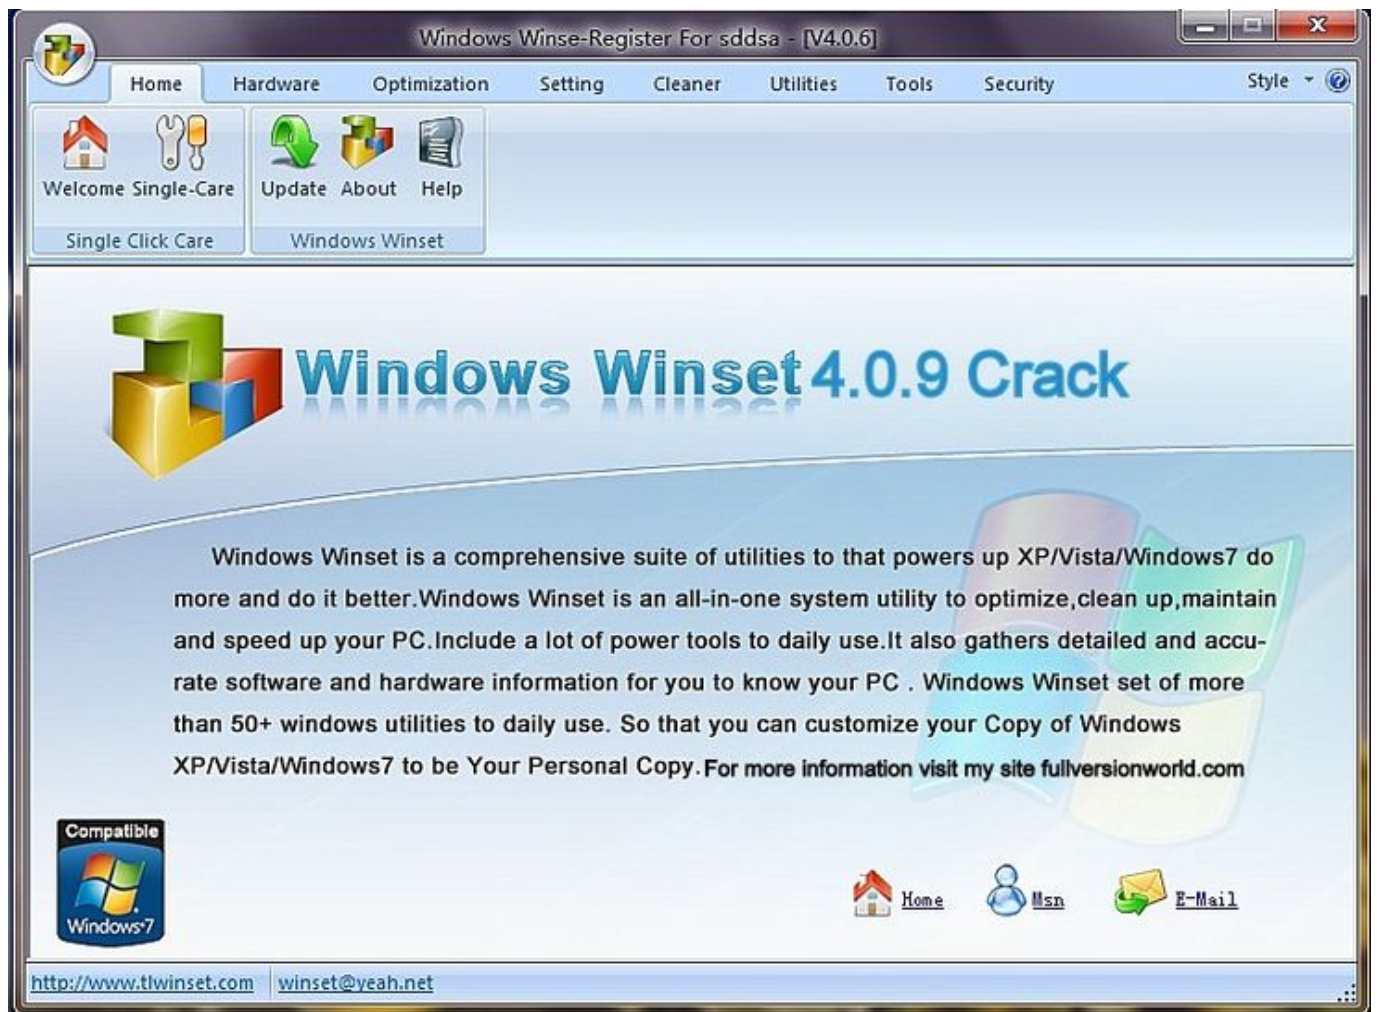 Windows Winse-Register For sddsa - [V4.0.6]
Home Hardware Optimization Setting Cleaner Utilities Tools Security Style
Welcome Single-Care Update About Help
Single Click Care Windows Winset
Windows Winset 4.0.9 Crack
Windows Winset is a comprehensive suite of utilities to that powers up XP/Vista/Windows7 do
more and do it better.Windows Winset is an all-in-one system utility to optimize,clean up,maintain
and speed up your PC.Include a lot of power tools to daily use.It also gathers detailed and accu-
rate software and hardware information for you to know your PC . Windows Winset set of more
than 50+ windows utilities to daily use. So that you can customize your Copy of Windows
XP/Vista/Windows7 to be Your Personal Copy.For more information visit my site fullversionworld.com
Compatible
Windows 7
Home Msn E-Mail
http://www.tlwinset.com winset@yeah.net